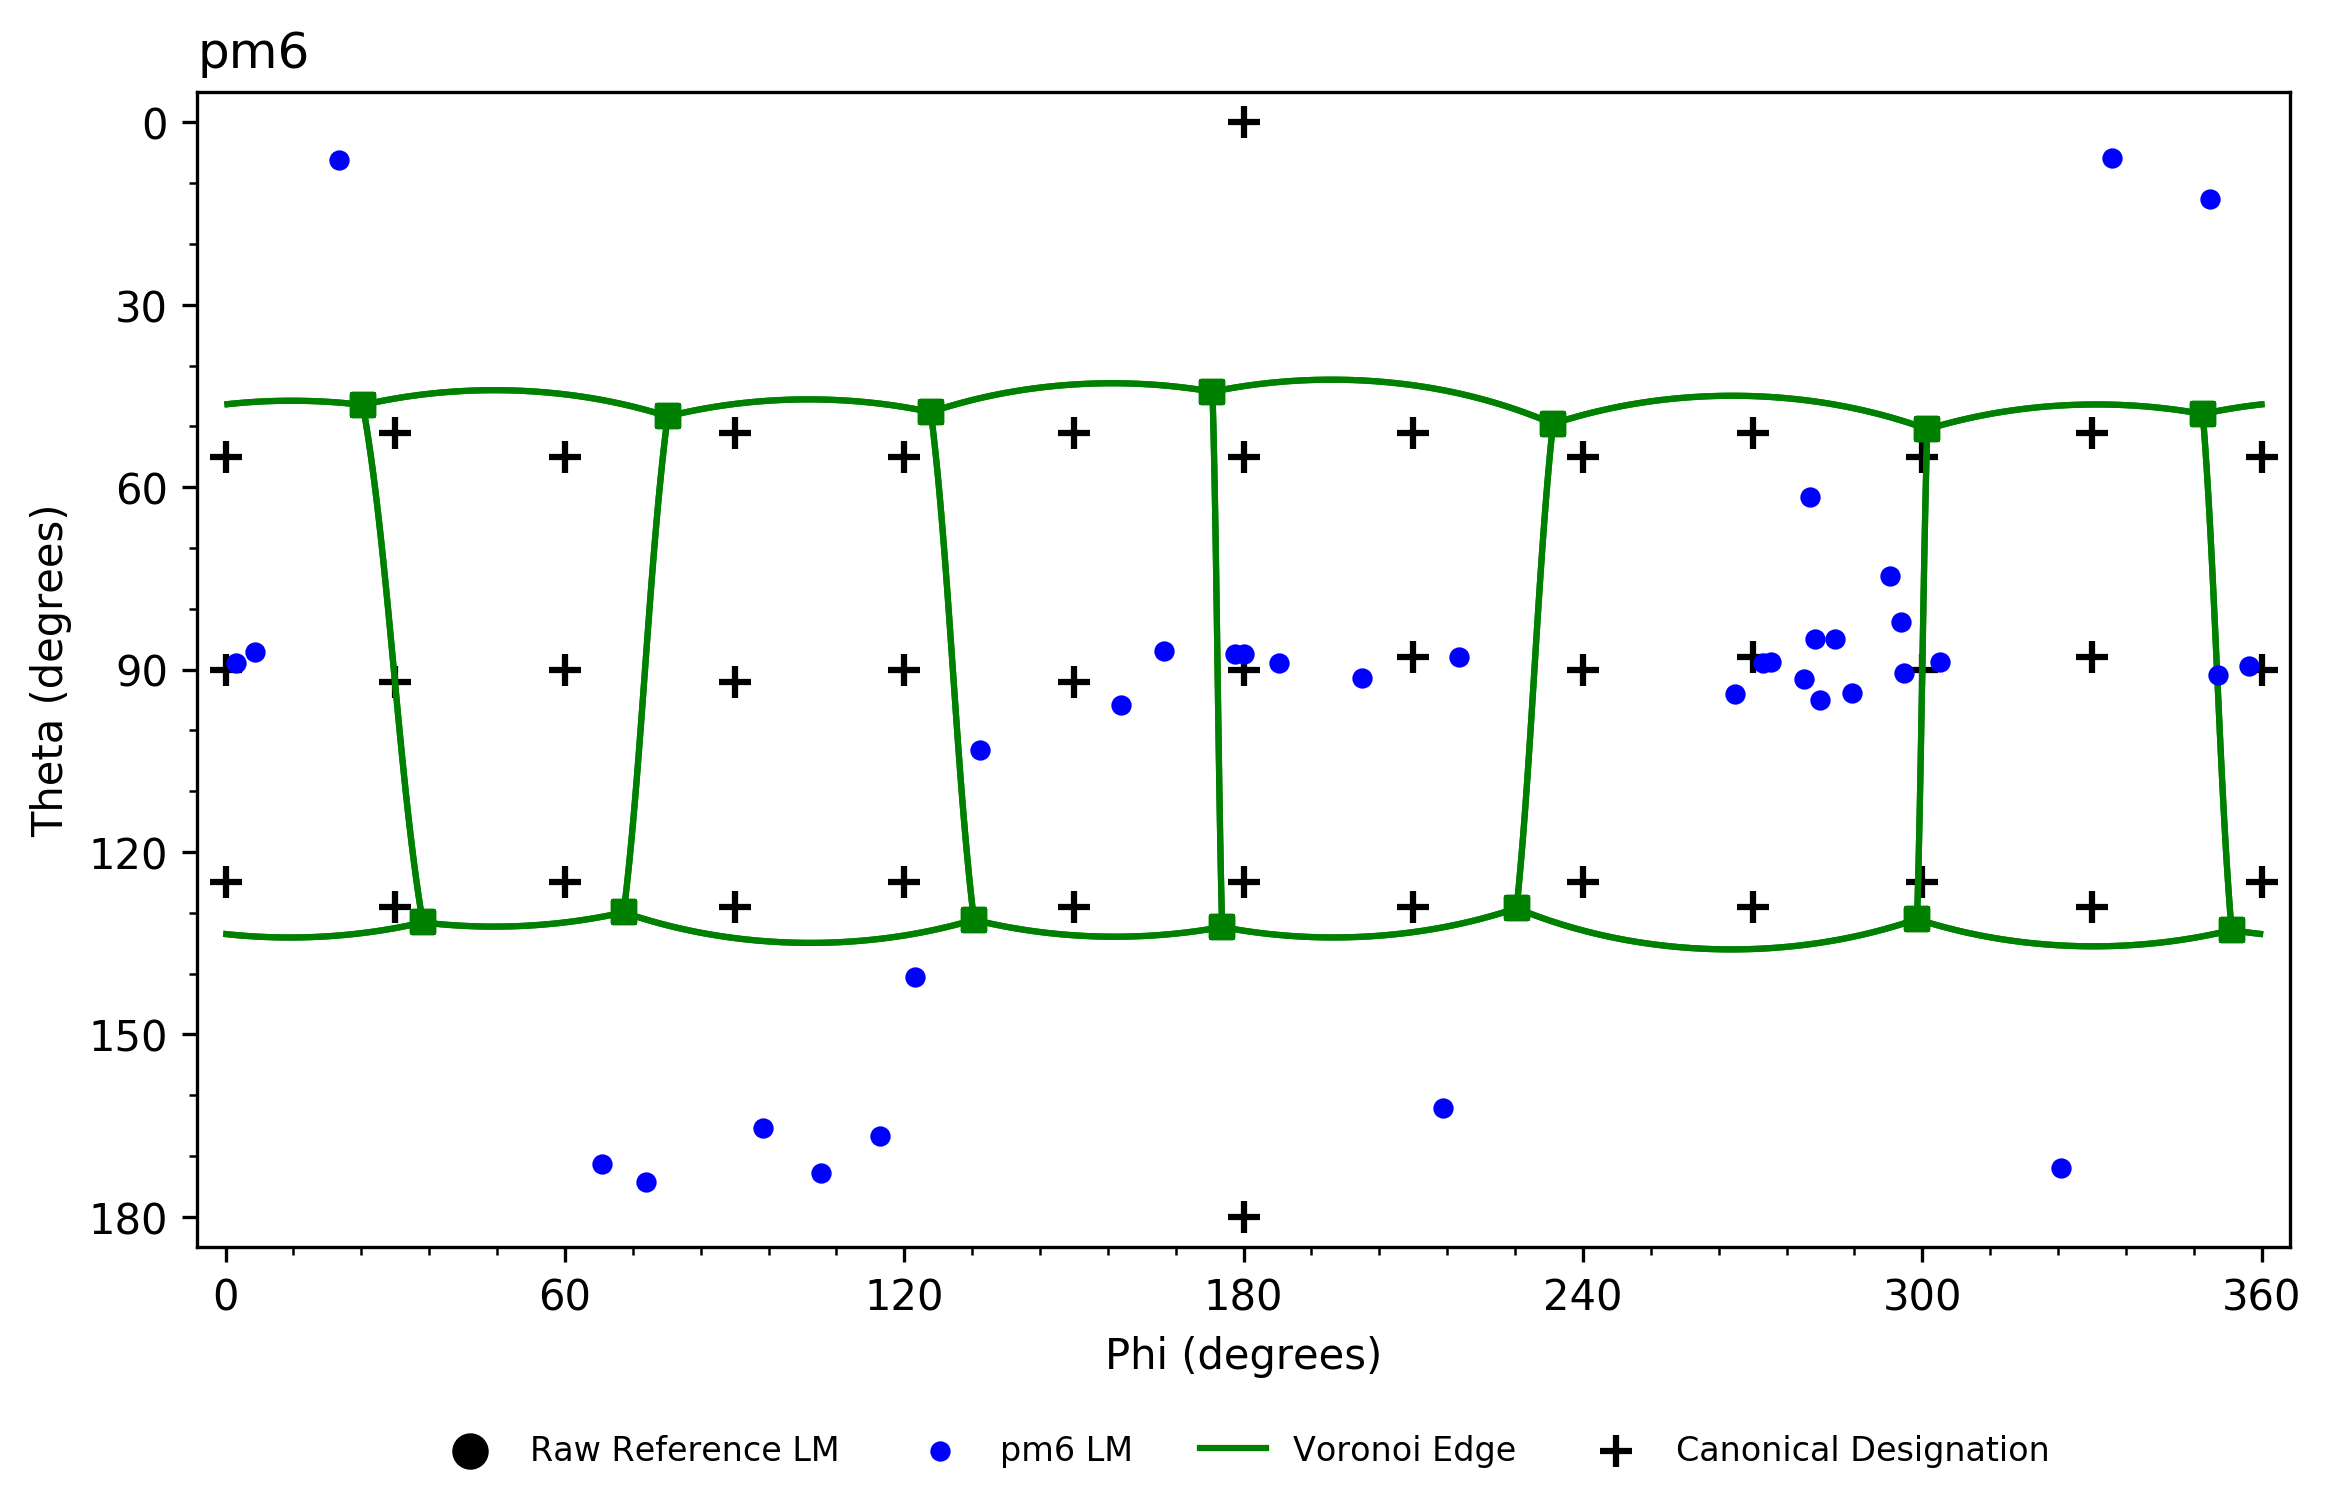 pm6
0
30
60
90
120
150
180
Theta (degrees)
0 60 120 180 240 300 360
Phi (degrees)
Raw Reference LM pm6 LM Voronoi Edge Canonical Designation